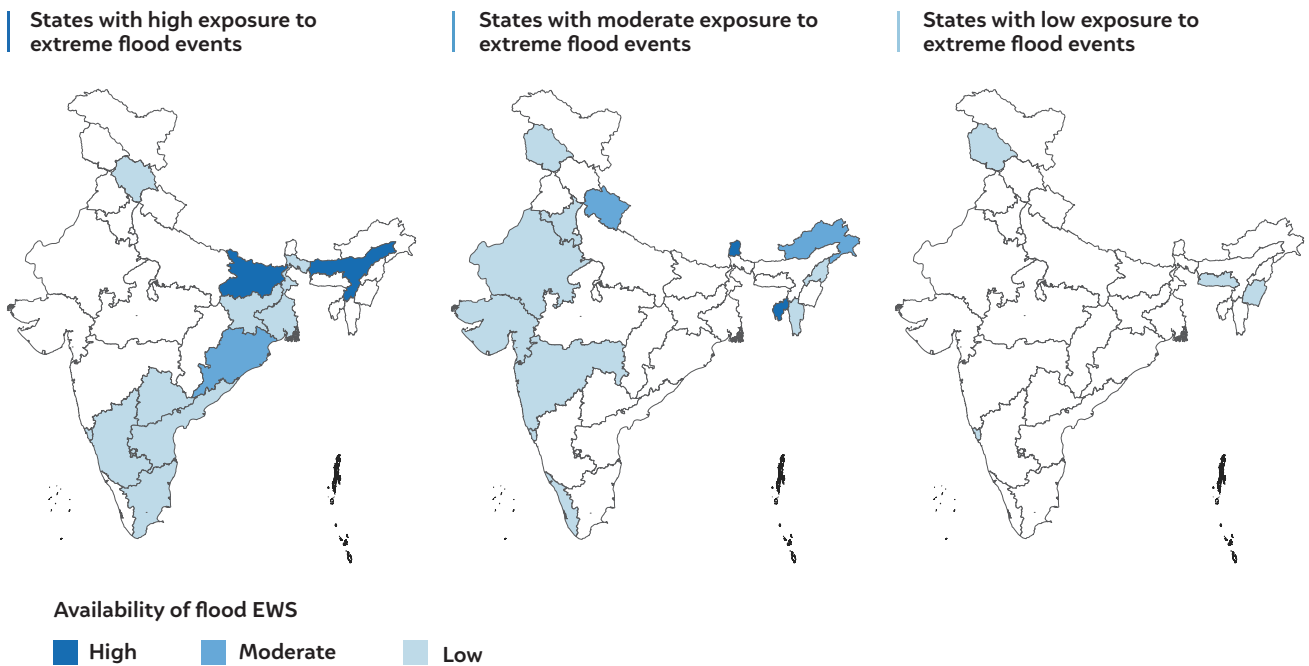 States with high exposure to
extreme flood events
States with moderate exposure to
extreme flood events
States with low exposure to
extreme flood events
Availability of flood EWS
High
Moderate
Low